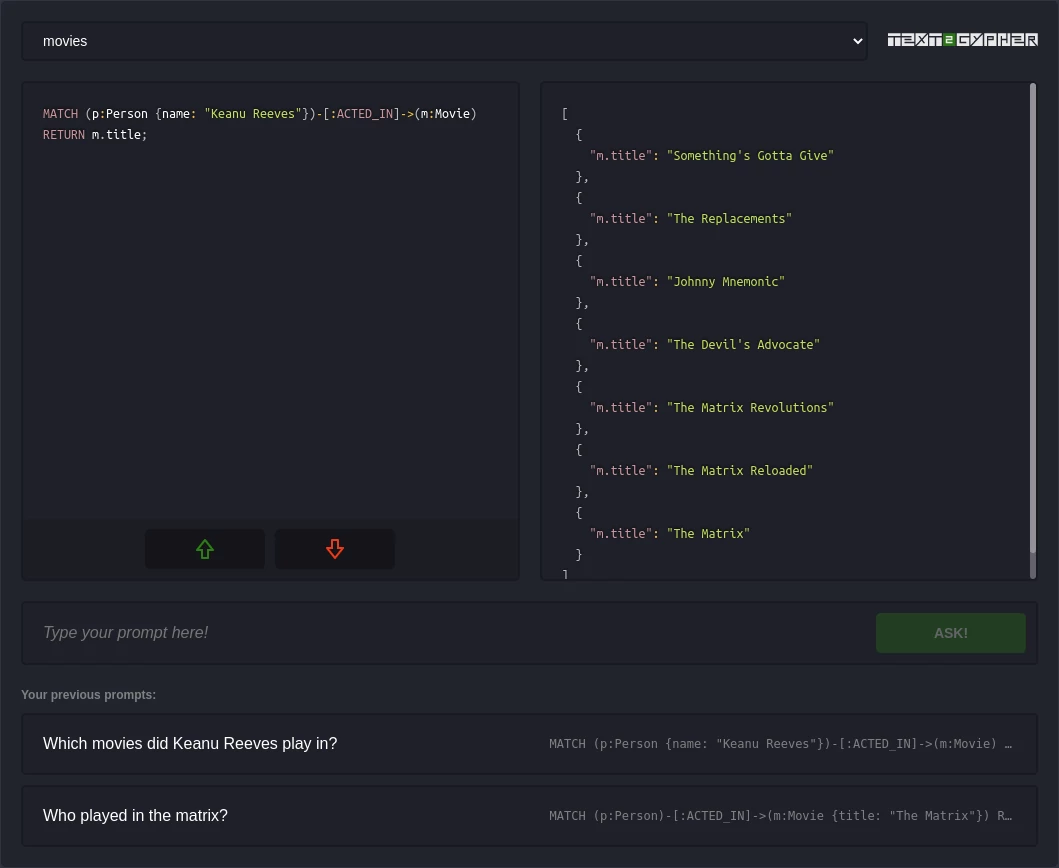 movies
TEXT2CYPHER
MATCH (p:Person {name: "Keanu Reeves"})-[:ACTED_IN]->(m:Movie)
RETURN m.title;
[
  {
    "m.title": "Something's Gotta Give"
  },
  {
    "m.title": "The Replacements"
  },
  {
    "m.title": "Johnny Mnemonic"
  },
  {
    "m.title": "The Devil's Advocate"
  },
  {
    "m.title": "The Matrix Revolutions"
  },
  {
    "m.title": "The Matrix Reloaded"
  },
  {
    "m.title": "The Matrix"
  }
]
Type your prompt here!
ASK!
Your previous prompts:
Which movies did Keanu Reeves play in?
MATCH (p:Person {name: "Keanu Reeves"})-[:ACTED_IN]->(m:Movie) …
Who played in the matrix?
MATCH (p:Person)-[:ACTED_IN]->(m:Movie {title: "The Matrix"}) R…